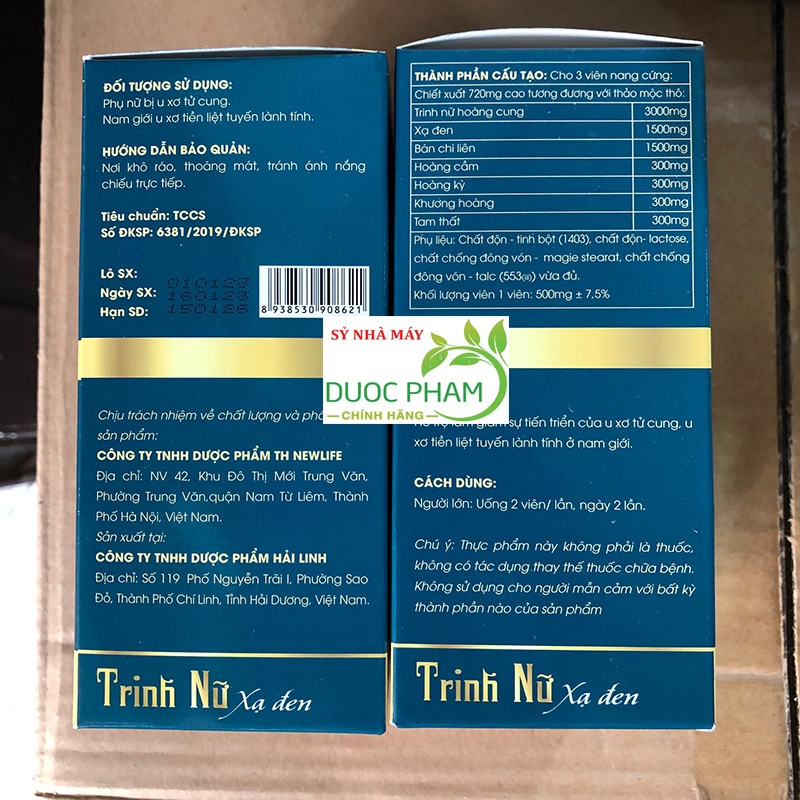 ĐỐI TƯỢNG SỬ DỤNG:
Phụ nữ bị u xơ tử cung.
Nam giới u xơ tiền liệt tuyến lành tính.
HƯỚNG DẪN BẢO QUẢN:
Nơi khô ráo, thoáng mát, tránh ánh nắng
chiếu trực tiếp.
Tiêu chuẩn: TCCS
Số ĐKSP: 6381/2019/ĐKSP
Lô SX: 010123
Ngày SX: 160123
Hạn SD: 150126
8 938530 908621
Chịu trách nhiệm về chất lượng và
sản phẩm:
CÔNG TY TNHH DƯỢC PHẨM TH NEWLIFE
Địa chỉ: NV 42, Khu Đô Thị Mới Trung Văn,
Phường Trung Văn,quận Nam Từ Liêm, Thành
Phố Hà Nội, Việt Nam.
Sản xuất tại:
CÔNG TY TNHH DƯỢC PHẨM HẢI LINH
Địa chỉ: Số 119 Phố Nguyễn Trãi I, Phường Sao
Đỏ, Thành Phố Chí Linh, Tỉnh Hải Dương, Việt Nam.
Trinh Nữ Xạ đen
SỶ NHÀ MÁY
DUOC PHAM
CHÍNH HÃNG
THÀNH PHẦN CẤU TẠO: Cho 3 viên nang cứng:
Chiết xuất 720mg cao tương đương với thảo mộc thô:
Trinh nữ hoàng cung 3000mg
Xạ đen 1500mg
Bán chi liên 1500mg
Hoàng cầm 300mg
Hoàng kỳ 300mg
Khương hoàng 300mg
Tam thất 300mg
Phụ liệu: Chất độn - tinh bột (1403), chất độn- lactose,
chất chống đông vón - magie stearat, chất chống
đông vón - talc (553(iii)) vừa đủ.
Khối lượng viên 1 viên: 500mg ± 7,5%
sự tiến triển của u xơ tử cung, u
xơ tiền liệt tuyến lành tính ở nam giới.
CÁCH DÙNG:
Người lớn: Uống 2 viên/ lần, ngày 2 lần.
Chú ý: Thực phẩm này không phải là thuốc,
không có tác dụng thay thế thuốc chữa bệnh.
Không sử dụng cho người mẫn cảm với bất kỳ
thành phần nào của sản phẩm
Trinh Nữ Xạ đen